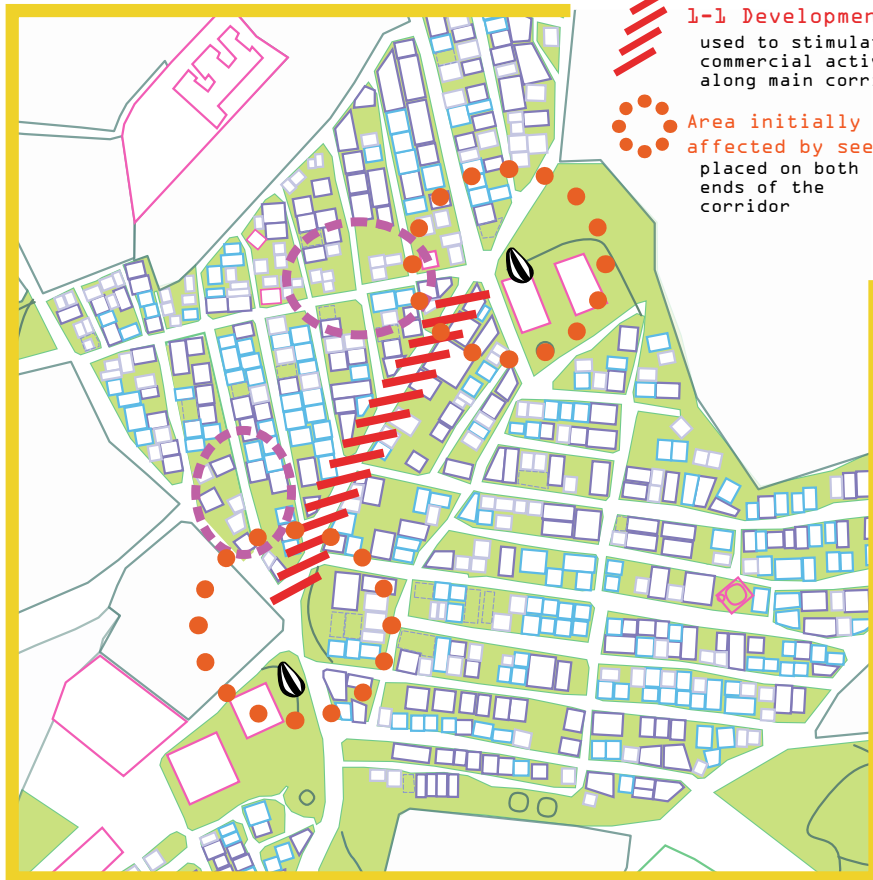 1-1 Developmen
used to stimula
commercial acti
along main corr
Area initially
affected by see
placed on both
ends of the
corridor